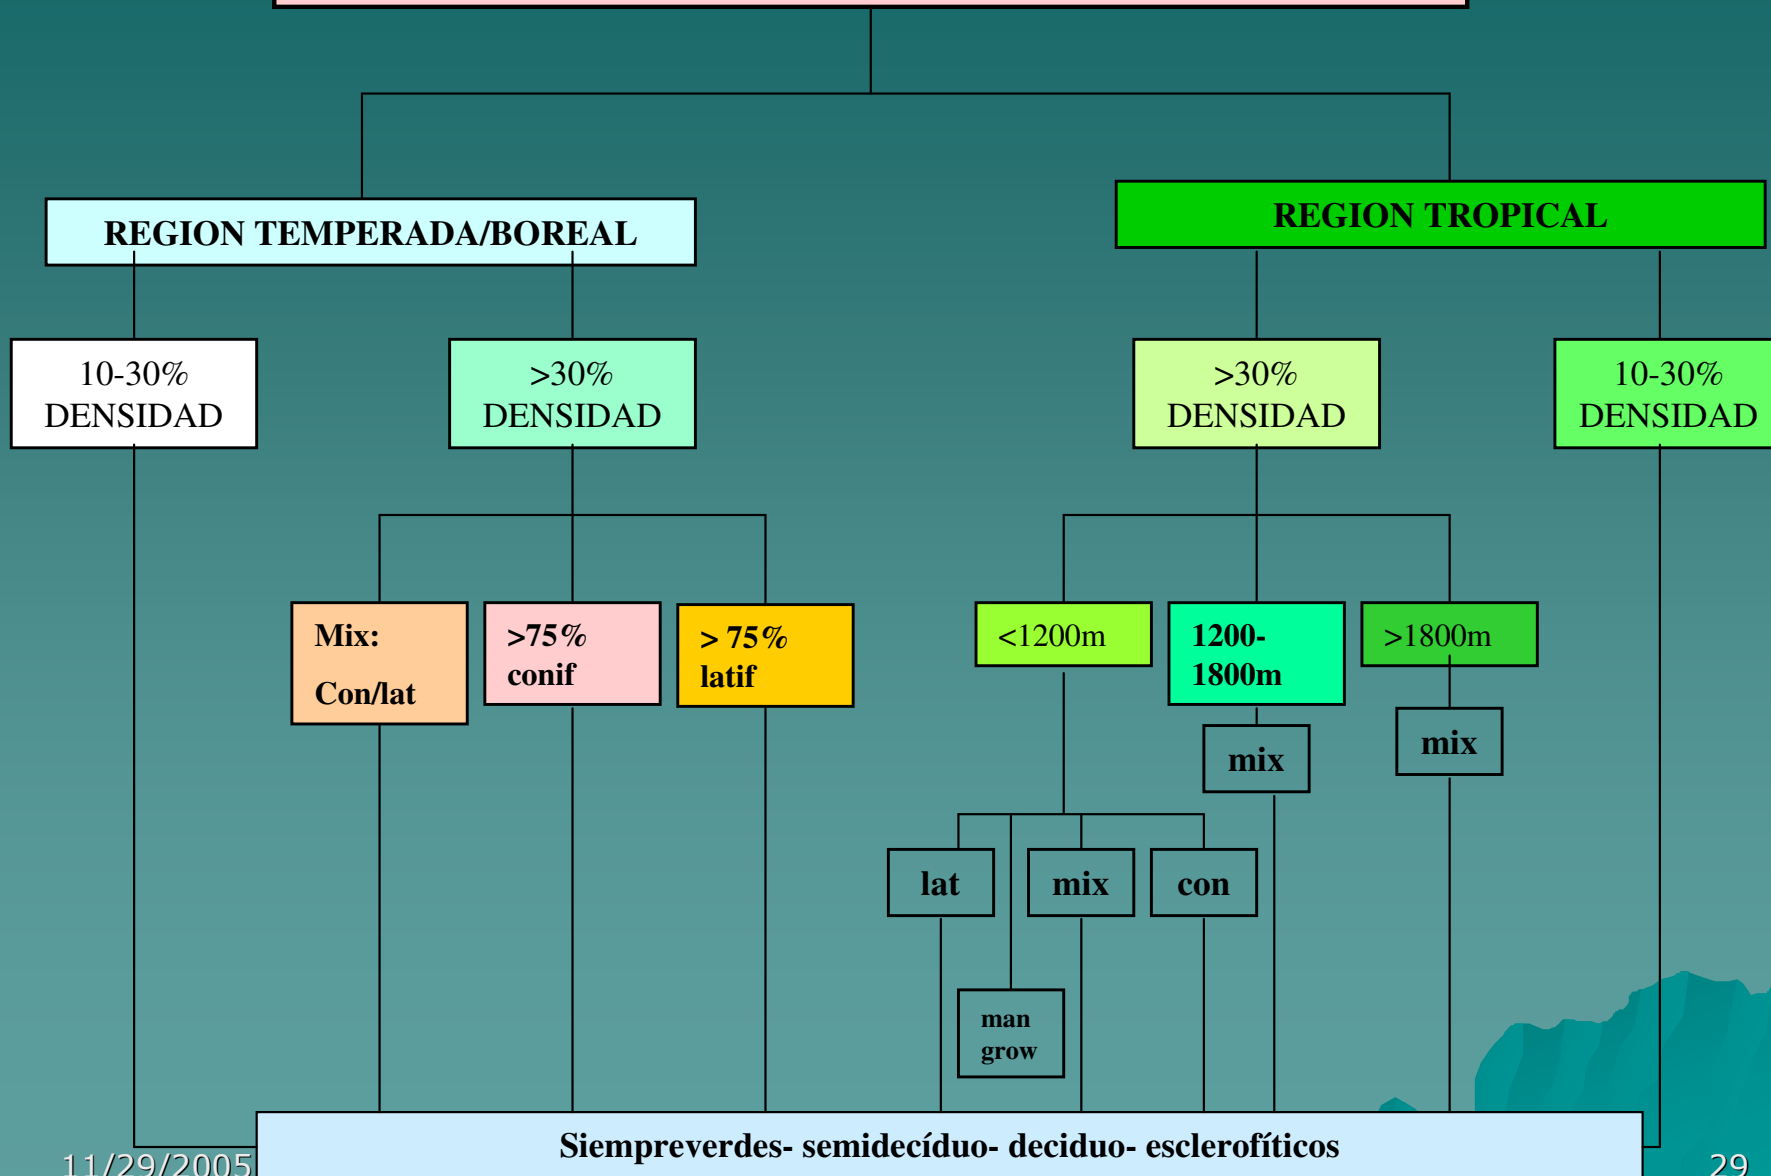 REGION TEMPERADA/BOREAL
REGION TROPICAL
10-30%
DENSIDAD
>30%
DENSIDAD
>30%
DENSIDAD
10-30%
DENSIDAD
Mix:
Con/lat
>75%
conif
> 75%
latif
<1200m
1200-
1800m
>1800m
mix
mix
lat
mix
con
man
grow
Siempreverdes- semidecíduo- deciduo- esclerofíticos
11/29/2005
29